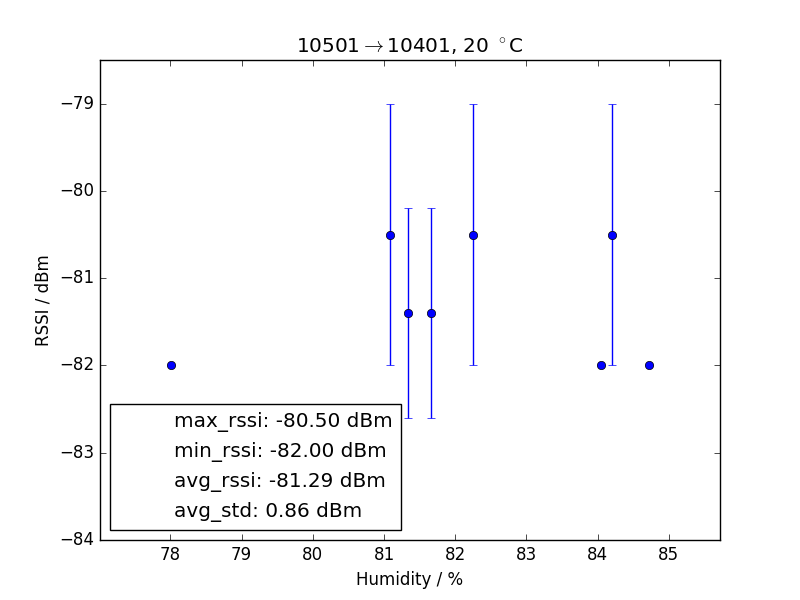 10501→10401, 20 °C
RSSI / dBm
−79
−80
−81
−82
−83
−84
max_rssi: -80.50 dBm
min_rssi: -82.00 dBm
avg_rssi: -81.29 dBm
avg_std: 0.86 dBm
78 79 80 81 82 83 84 85
Humidity / %